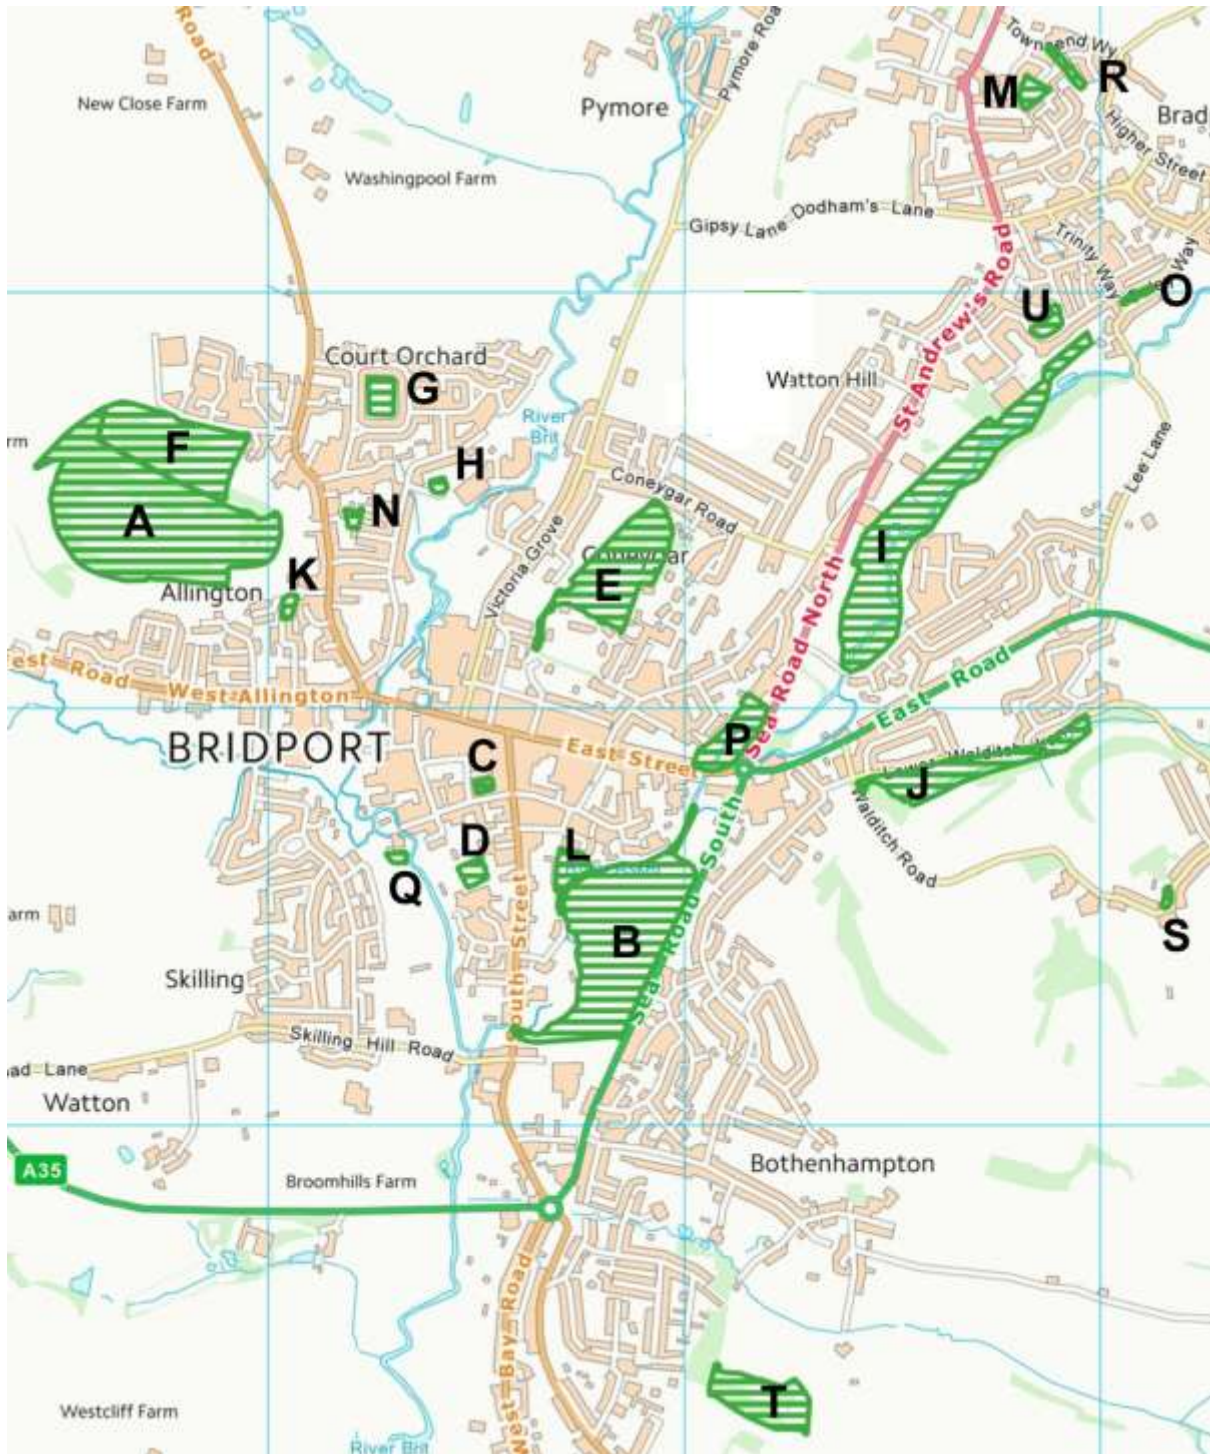 Road
New Close Farm
Pymore
Pymore Roa
Townsend Wy
M
R
Brad
Higher Street
Washingpool Farm
Gipsy Lane
Dodham's Lane
Trinity Way
Way
O
U
St Andrew's Road
Court Orchard
G
Watton Hill
River
Brit
rm
F
H
Coneygar Road
Lee Lane
A
N
Victoria Grove
E
I
K
Allington
Sea Road North
est Road
West Allington
East Road
BRIDPORT
C
East Street
P
J
Walditch Road
D
L
Sea Road South
Q
South Street
B
arm
S
Skilling
Skilling Hill Road
ad Lane
Watton
A35
Broomhills Farm
Bothenhampton
West Bay Road
T
Westcliff Farm
River Brit